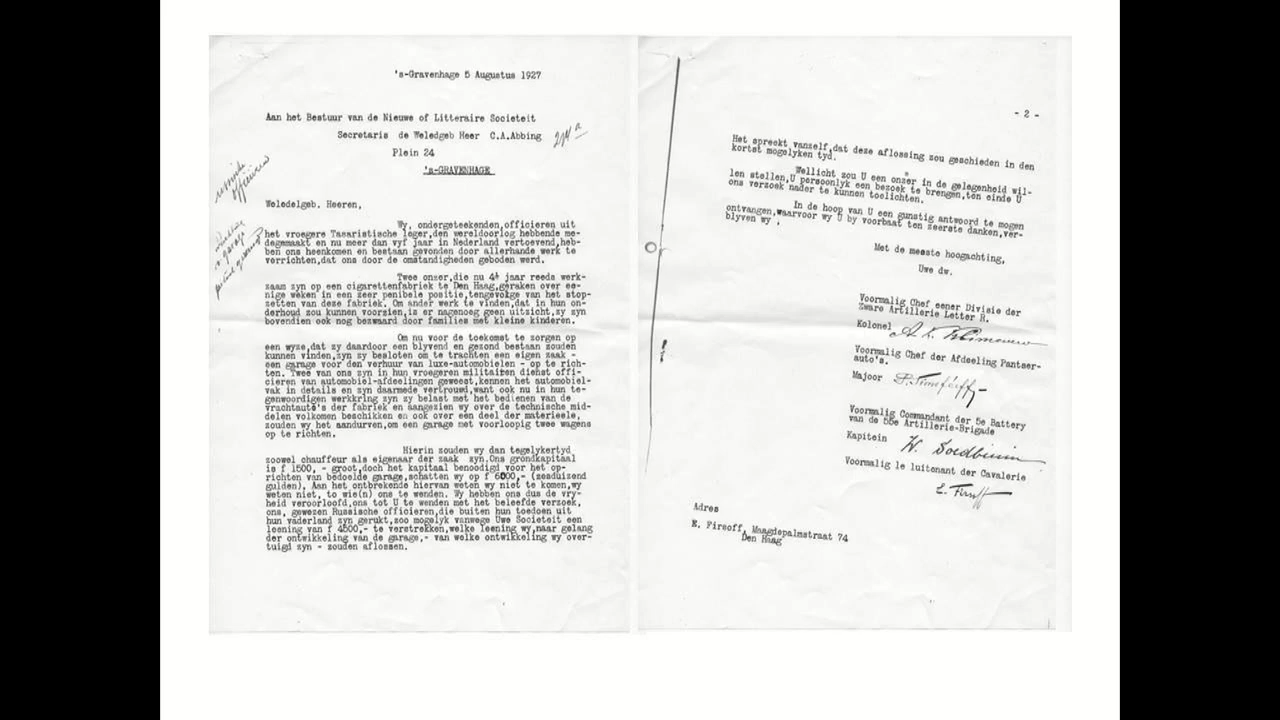 's-Gravenhage 5 Augustus 1927
Aan het Bestuur van de Nieuwe of Litteraire Societeit
Secretaris de Weledgeb Heer C.A.Abbing
Plein 24
's-GRAVENHAGE
Weledelgeb. Heeren,
Wy, ondergeteekenden,officieren uit
het vroegere Tsaristische leger,den wereldoorlog hebbende me-
degemaakt en nu meer dan vyf jaar in Nederland vertoevend,heb-
ben ons heenkomen en bestaan gevonden door allerhande werk te
verrichten,dat ons door de omstandigheden geboden werd.
Twee onzer,die nu 4½ jaar reeds werk-
zaam zyn op een cigarettenfabriek te Den Haag,geraken over ee-
nige weken in een zeer penibele positie,tengevolge van het stop-
zetten van deze fabriek. Om ander werk te vinden,dat in hun on-
derhoud zou kunnen voorzien,is er nagenoeg geen uitzicht,zy zyn
bovendien ook nog bezwaard door families met kleine kinderen.
Om nu voor de toekomst te zorgen op
een wyze,dat zy daardoor een blyvend en gezond bestaan zouden
kunnen vinden,zyn zy besloten om te trachten een eigen zaak -
een garage voor den verhuur van luxe-automobielen - op te rich-
ten. Twee van ons zyn in hun vroegeren militairen dienst offi-
cieren van automobiel-afdeelingen geweest,kennen het automobiel-
vak in details en zyn daarmede vertrouwd,want ook nu in hun te-
genwoordigen werkkring zyn zy belast met het bedienen van de
vrachtauto's der fabriek en aangezien wy over de technische mid-
delen volkomen beschikken en ook over een deel der materieele,
zouden wy het aandurven,om een garage met voorloopig twee wagens
op te richten.
Hierin zouden wy dan tegelykertyd
zoowel chauffeur als eigenaar der zaak zyn.Ons grondkapitaal
is f 1500, - groot,doch het kapitaal benoodigd voor het op-
richten van bedoelde garage,schatten wy op f 6000,- (zesduizend
gulden), Aan het ontbrekende hiervan weten wy niet te komen,wy
weten niet, to wie(n) ons te wenden. Wy hebben ons dus de vry-
heid veroorloofd,ons tot U te wenden met het beleefde verzoek,
ons, gewezen Russische officieren,die buiten hun toedoen uit
hun vaderland zyn gerukt,zoo mogelyk vanwege Uwe Societeit een
leening van f 4500,- te verstrekken,welke leening wy,naar gelang
der ontwikkeling van de garage,- van welke ontwikkeling wy over-
tuigd zyn - zouden aflossen.
- 2 -
Het spreekt vanzelf,dat deze aflossing zou geschieden in den
kortst mogelyken tyd.
Wellicht zou U een onzer in de gelegenheid wil-
len stellen,U persoonlyk een bezoek te brengen,ten einde U
ons verzoek nader te kunnen toelichten.
In de hoop van U een gunstig antwoord te mogen
ontvangen,waarvoor wy U by voorbaat ten zeerste danken,ver-
blyven wy ,
Met de meeste hoogachting,
Uwe dw.
Voormalig Chef eener Divisie der
Zware Artillerie Letter R.
Kolonel
Voormalig Chef der Afdeeling Pantser-
auto's.
Majoor
Voormalig Commandant der 5e Battery
van de 55e Artillerie-Brigade
Kapitein
Voormalig 1e luitenant der Cavalerie
Adres
E. Firsoff, Maagdepalmstraat 74
Den Haag